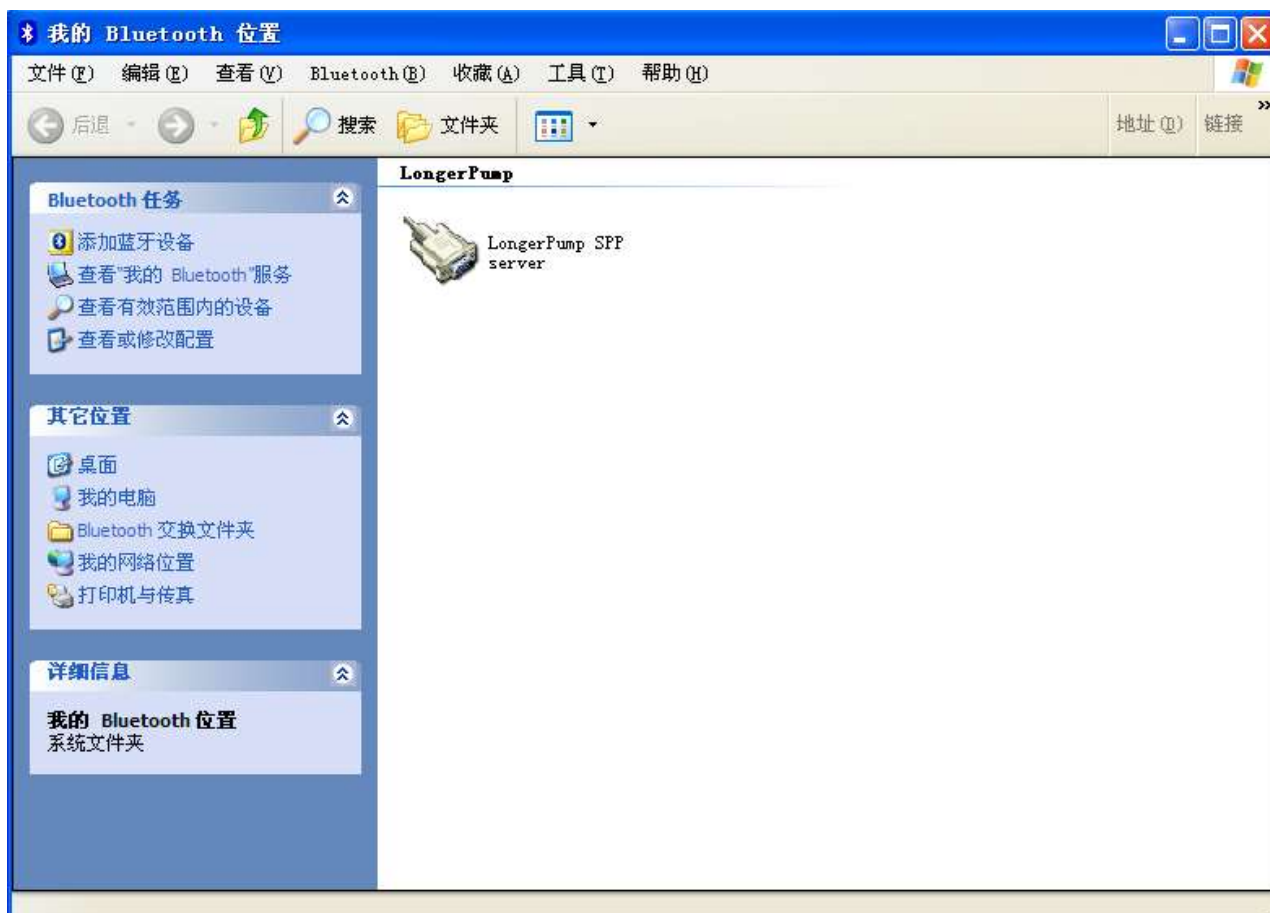 我的 Bluetooth 位置
文件(F) 编辑(E) 查看(V) Bluetooth(B) 收藏(A) 工具(T) 帮助(H)
后退 搜索 文件夹 地址(D) 链接 »
LongerPump
LongerPump SPP
server
Bluetooth 任务
添加蓝牙设备
查看"我的 Bluetooth"服务
查看有效范围内的设备
查看或修改配置
其它位置
桌面
我的电脑
Bluetooth 交换文件夹
我的网络位置
打印机与传真
详细信息
我的 Bluetooth 位置
系统文件夹